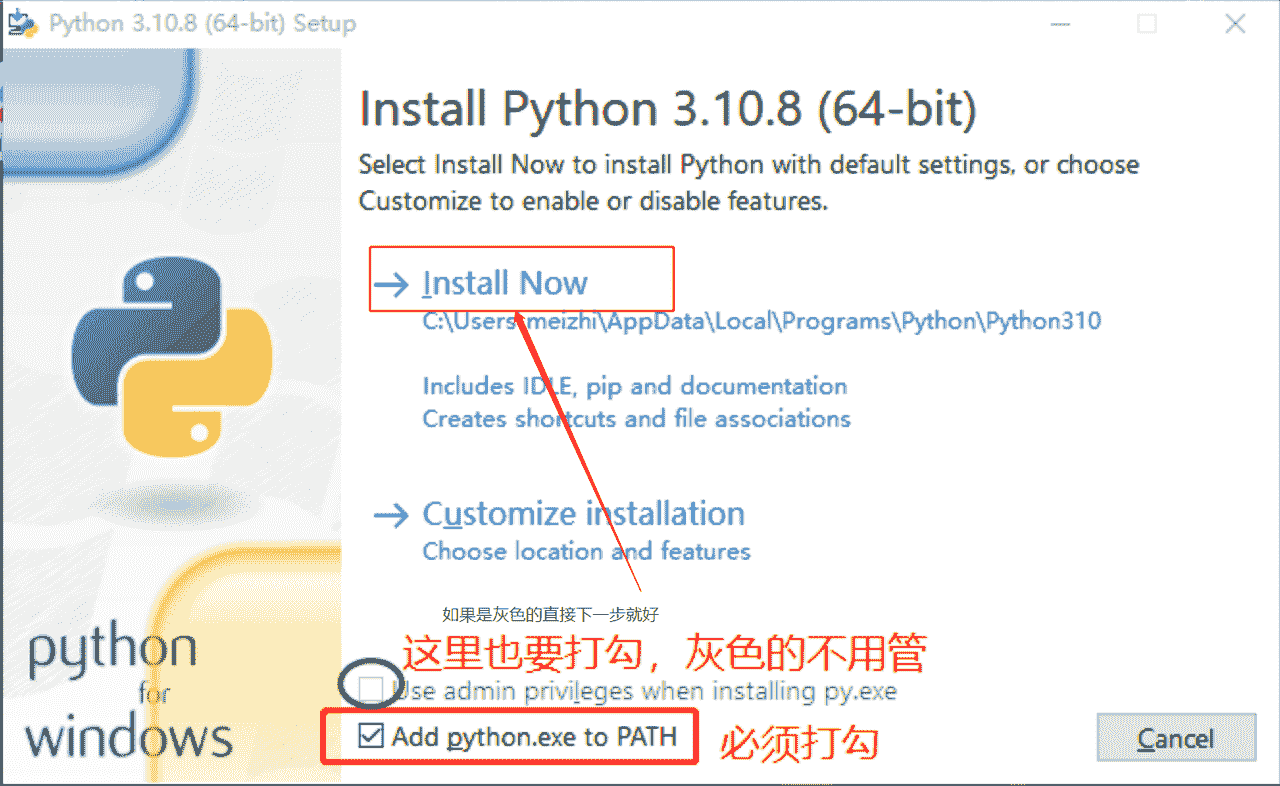 Python 3.10.8 (64-bit) Setup
Install Python 3.10.8 (64-bit)
Select Install Now to install Python with default settings, or choose
Customize to enable or disable features.
Install Now
C:\Users\meizhi\AppData\Local\Programs\Python\Python310
Includes IDLE, pip and documentation
Creates shortcuts and file associations
Customize installation
Choose location and features
如果是灰色的直接下一步就好
这里也要打勾，灰色的不用管
Use admin privileges when installing py.exe
Add python.exe to PATH
必须打勾
Cancel
python
for
windows